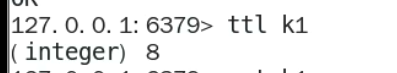 127.0.0.1:6379> ttl k1
(integer) 8